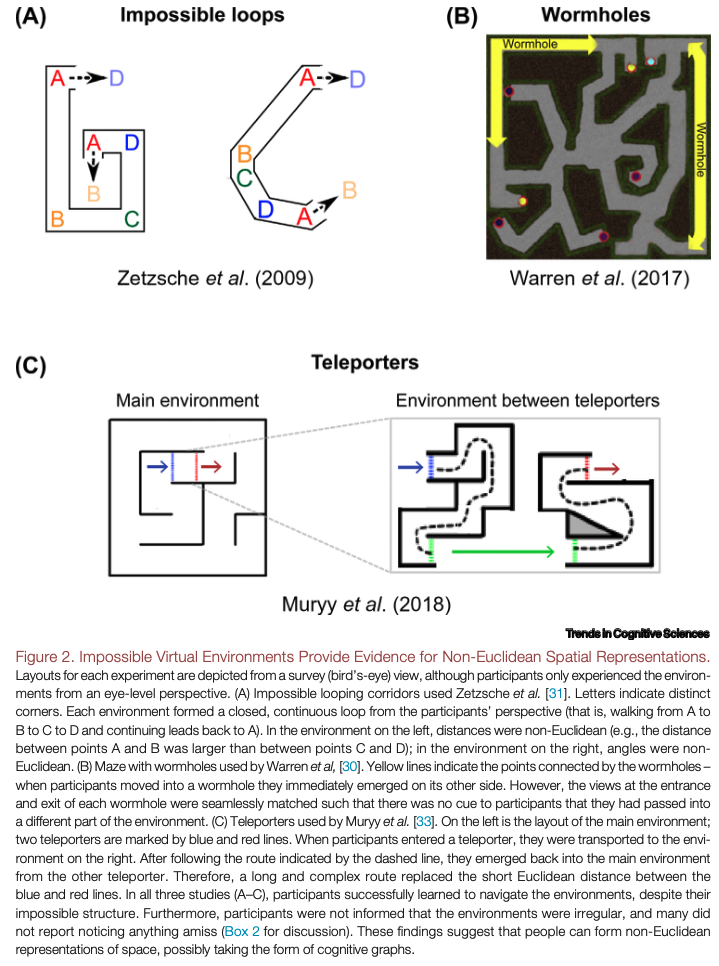 (A) Impossible loops
A D
A D
B
B C
A D
B
C
D A B
Zetzsche et al. (2009)
(B) Wormholes
Wormhole
Wormhole
Warren et al. (2017)
(C) Teleporters
Main environment
Environment between teleporters
Muryy et al. (2018)
Trends in Cognitive Sciences
Figure 2. Impossible Virtual Environments Provide Evidence for Non-Euclidean Spatial Representations.
Layouts for each experiment are depicted from a survey (bird's-eye) view, although participants only experienced the environ-
ments from an eye-level perspective. (A) Impossible looping corridors used Zetzsche et al. [31]. Letters indicate distinct
corners. Each environment formed a closed, continuous loop from the participants' perspective (that is, walking from A to
B to C to D and continuing leads back to A). In the environment on the left, distances were non-Euclidean (e.g., the distance
between points A and B was larger than between points C and D); in the environment on the right, angles were non-
Euclidean. (B) Maze with wormholes used by Warren et al, [30]. Yellow lines indicate the points connected by the wormholes –
when participants moved into a wormhole they immediately emerged on its other side. However, the views at the entrance
and exit of each wormhole were seamlessly matched such that there was no cue to participants that they had passed into
a different part of the environment. (C) Teleporters used by Muryy et al. [33]. On the left is the layout of the main environment;
two teleporters are marked by blue and red lines. When participants entered a teleporter, they were transported to the envi-
ronment on the right. After following the route indicated by the dashed line, they emerged back into the main environment
from the other teleporter. Therefore, a long and complex route replaced the short Euclidean distance between the
blue and red lines. In all three studies (A–C), participants successfully learned to navigate the environments, despite their
impossible structure. Furthermore, participants were not informed that the environments were irregular, and many did
not report noticing anything amiss (Box 2 for discussion). These findings suggest that people can form non-Euclidean
representations of space, possibly taking the form of cognitive graphs.